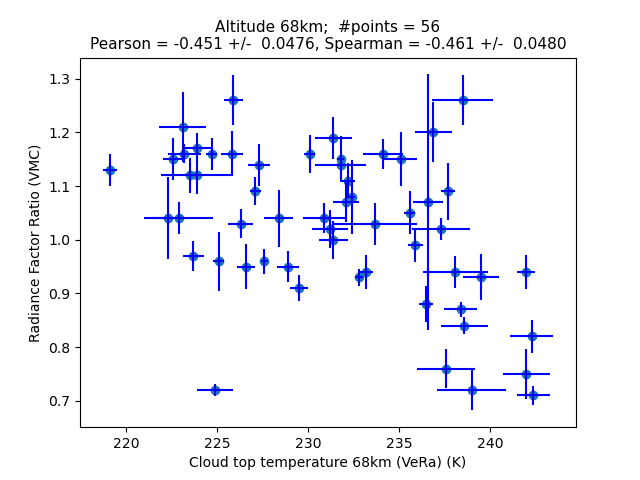 Altitude 68km;  #points = 56
Pearson = -0.451 +/-  0.0476, Spearman = -0.461 +/-  0.0480
1.3
1.2
1.1
1.0
0.9
0.8
0.7
Radiance Factor Ratio (VMC)
220 225 230 235 240
Cloud top temperature 68km (VeRa) (K)